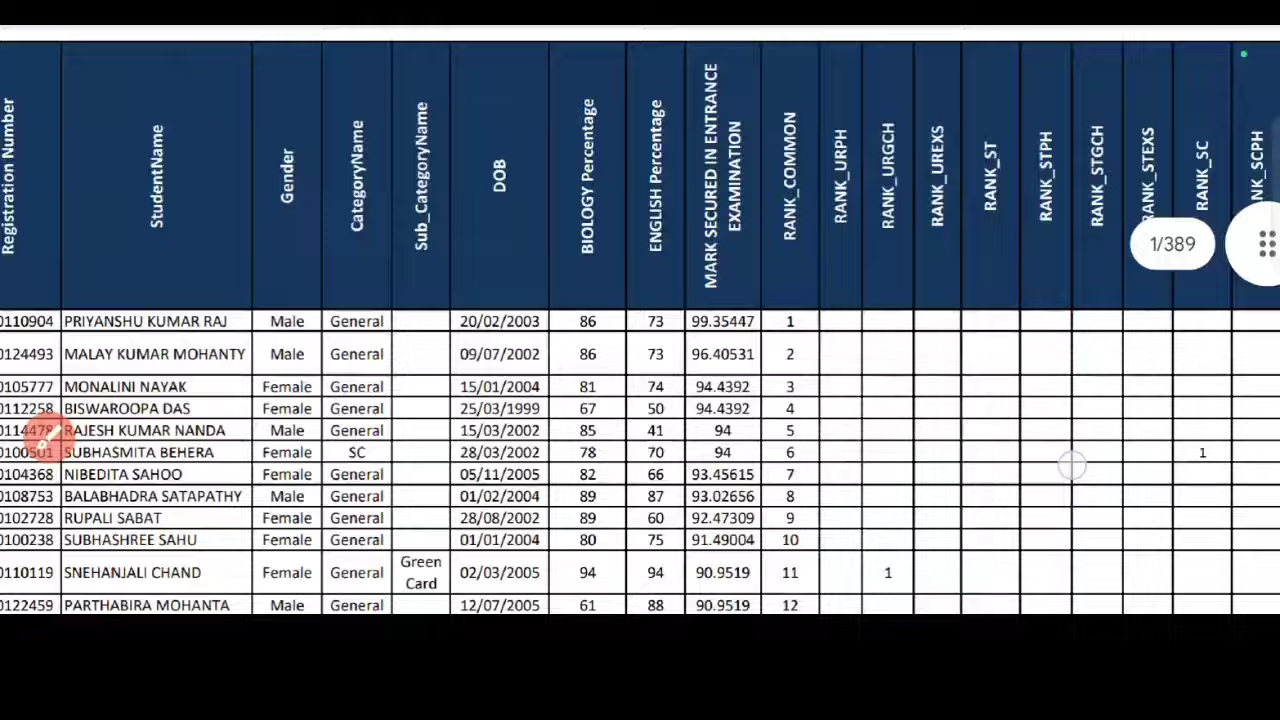 Registration Number StudentName Gender CategoryName Sub_CategoryName DOB BIOLOGY Percentage ENGLISH Percentage MARK SECURED IN ENTRANCE EXAMINATION RANK_COMMON RANK_URPH RANK_URGCH RANK_UREXS RANK_ST RANK_STPH RANK_STGCH RANK_STEXS RANK_SC RANK_SCPH
1/389
0110904 PRIYANSHU KUMAR RAJ Male General 20/02/2003 86 73 99.35447 1
0124493 MALAY KUMAR MOHANTY Male General 09/07/2002 86 73 96.40531 2
0105777 MONALINI NAYAK Female General 15/01/2004 81 74 94.4392 3
0112258 BISWAROOPA DAS Female General 25/03/1999 67 50 94.4392 4
0114478 RAJESH KUMAR NANDA Male General 15/03/2002 85 41 94 5
0100501 SUBHASMITA BEHERA Female SC 28/03/2002 78 70 94 6 1
0104368 NIBEDITA SAHOO Female General 05/11/2005 82 66 93.45615 7
0108753 BALABHADRA SATAPATHY Male General 01/02/2004 89 87 93.02656 8
0102728 RUPALI SABAT Female General 28/08/2002 89 60 92.47309 9
0100238 SUBHASHREE SAHU Female General 01/01/2004 80 75 91.49004 10
0110119 SNEHANJALI CHAND Female General Green Card 02/03/2005 94 94 90.9519 11 1
0122459 PARTHABIRA MOHANTA Male General 12/07/2005 61 88 90.9519 12